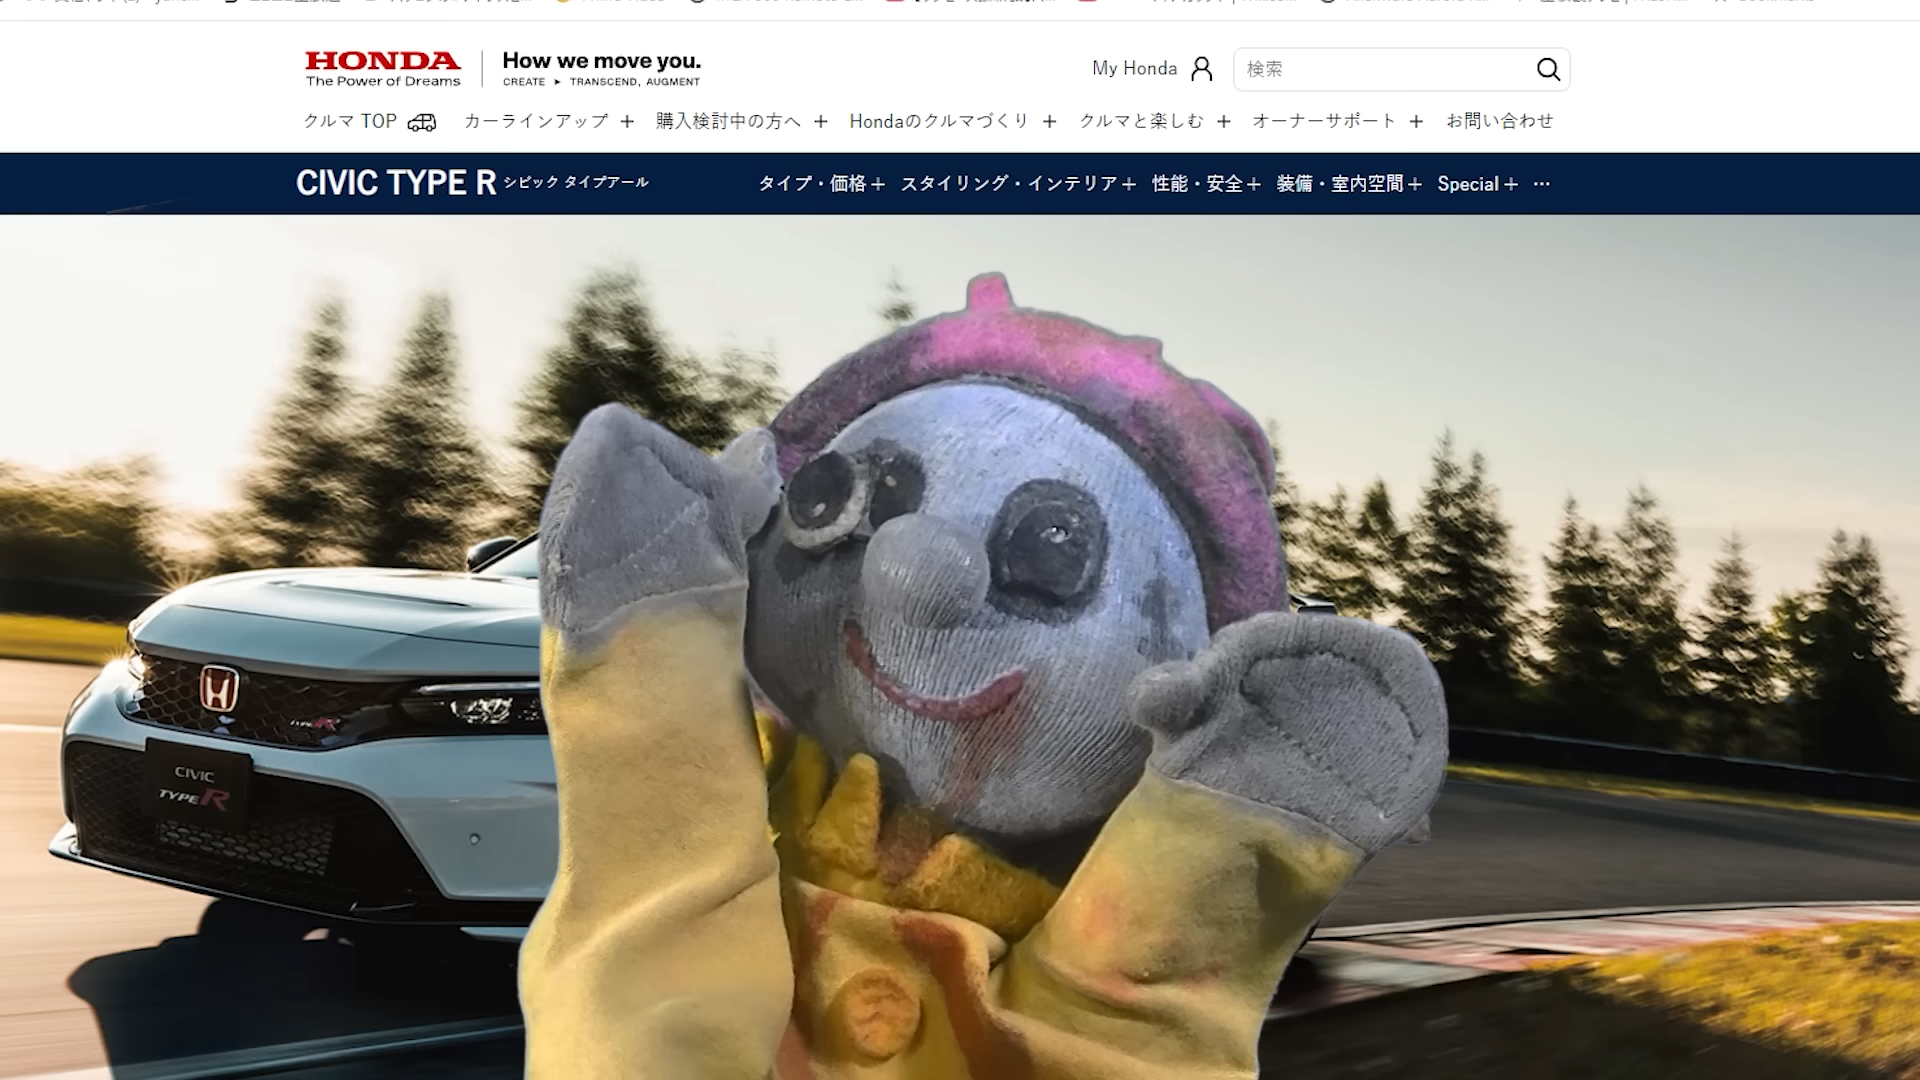 HONDA
The Power of Dreams
How we move you.
CREATE ► TRANSCEND, AUGMENT
My Honda
検索
クルマ TOP
カーラインアップ +
購入検討中の方へ +
Hondaのクルマづくり +
クルマと楽しむ +
オーナーサポート +
お問い合わせ
CIVIC TYPE R シビック タイプアール
タイプ・価格+
スタイリング・インテリア+
性能・安全+
装備・室内空間+
Special+
…
CIVIC
TYPE R